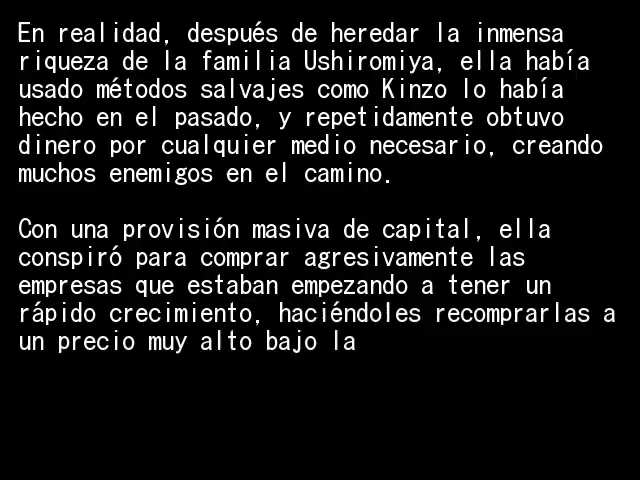 En realidad, después de heredar la inmensa
riqueza de la familia Ushiromiya, ella había
usado métodos salvajes como Kinzo lo había
hecho en el pasado, y repetidamente obtuvo
dinero por cualquier medio necesario, creando
muchos enemigos en el camino.
Con una provisión masiva de capital, ella
conspiró para comprar agresivamente las
empresas que estaban empezando a tener un
rápido crecimiento, haciéndoles recomprarlas a
un precio muy alto bajo la